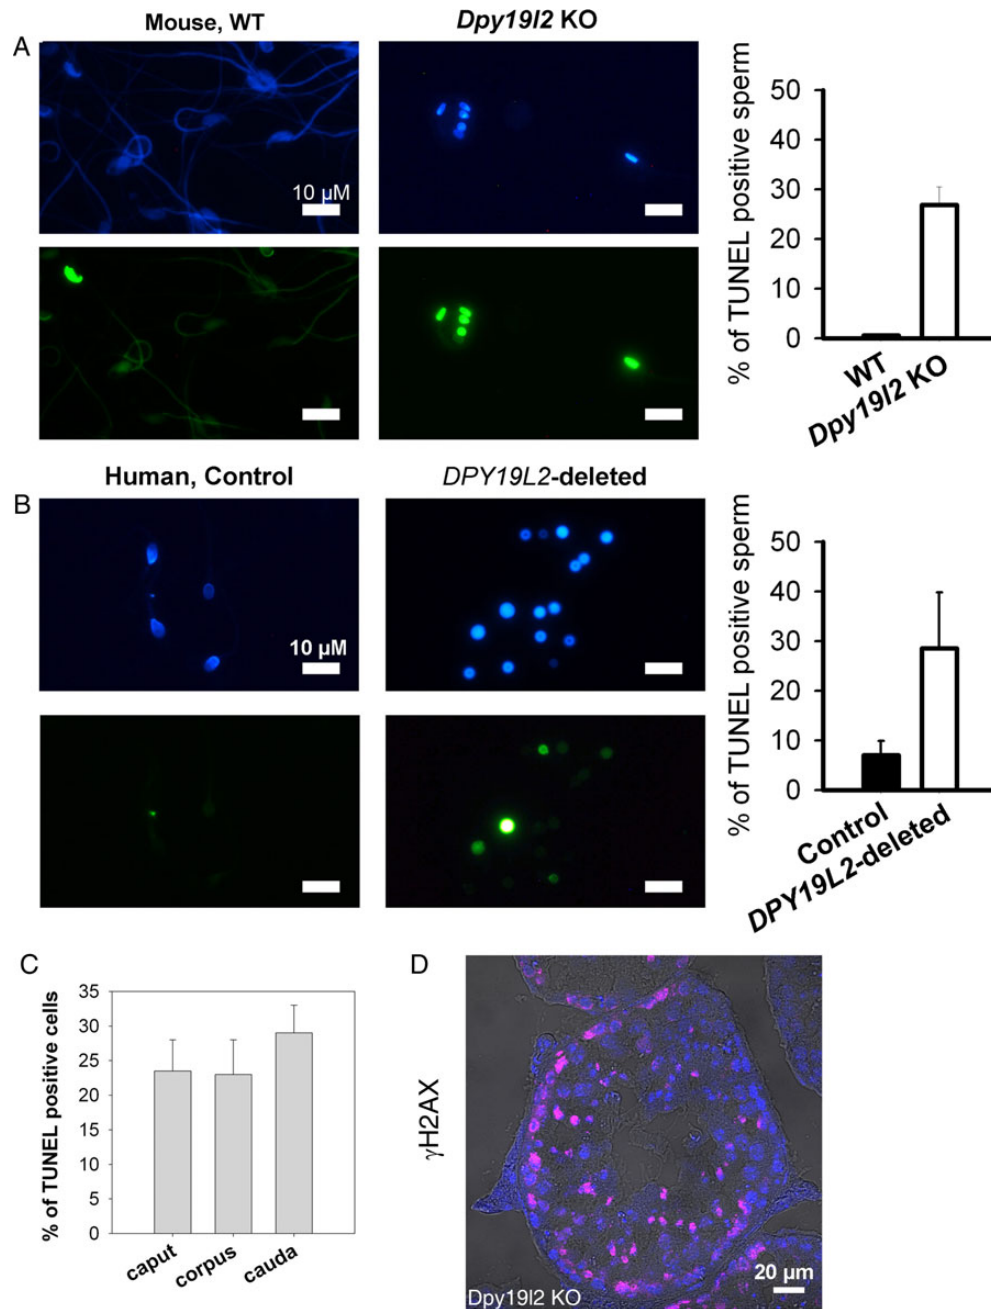 A
Mouse, WT
Dpy19l2 KO
10 µM
% of TUNEL positive sperm
50
40
30
20
10
0
WT
Dpy19l2 KO
B
Human, Control
DPY19L2-deleted
10 µM
% of TUNEL positive sperm
50
40
30
20
10
0
Control
DPY19L2-deleted
C
% of TUNEL positive cells
35
30
25
20
15
10
5
0
caput
corpus
cauda
D
γH2AX
20 µm
Dpy19l2 KO